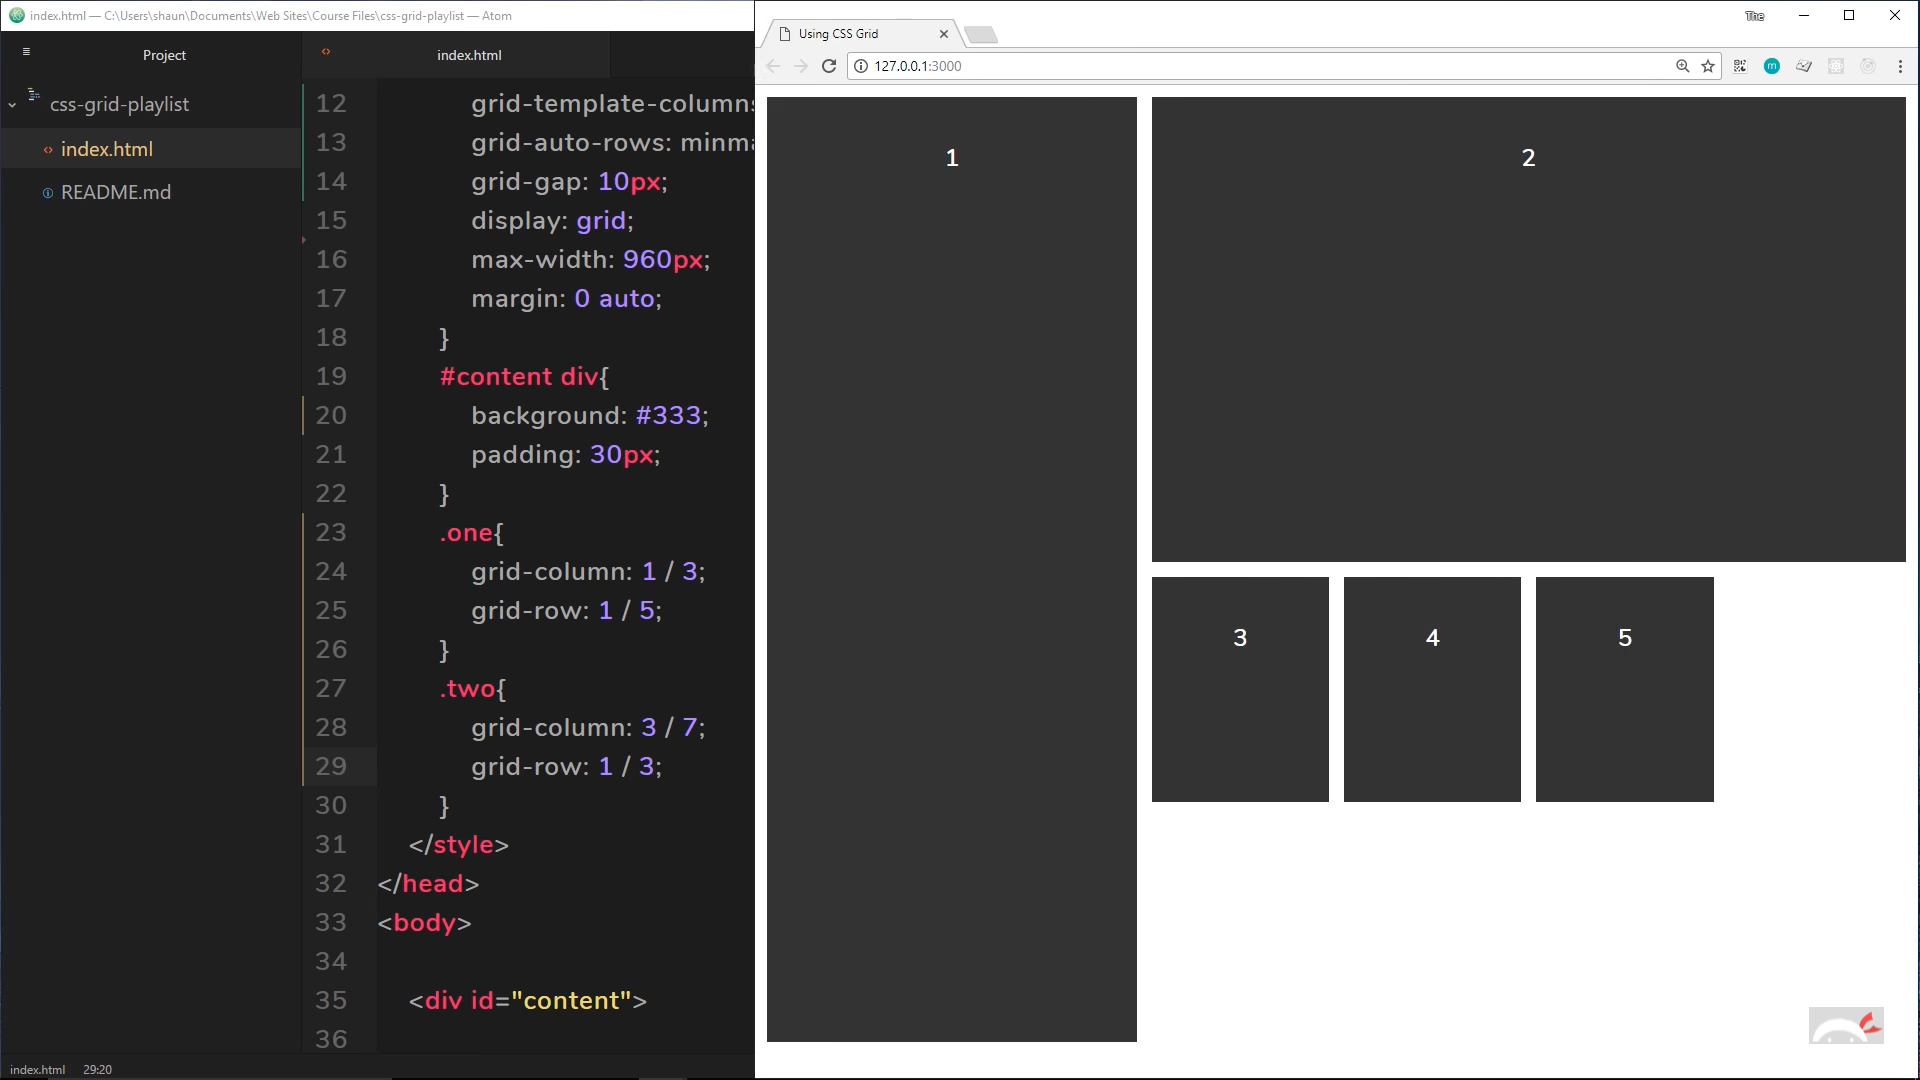 index.html — C:\Users\shaun\Documents\Web Sites\Course Files\css-grid-playlist — Atom
Project
index.html
css-grid-playlist
index.html
README.md
12 grid-template-columns
13 grid-auto-rows: minma
14 grid-gap: 10px;
15 display: grid;
16 max-width: 960px;
17 margin: 0 auto;
18 }
19 #content div{
20 background: #333;
21 padding: 30px;
22 }
23 .one{
24 grid-column: 1 / 3;
25 grid-row: 1 / 5;
26 }
27 .two{
28 grid-column: 3 / 7;
29 grid-row: 1 / 3;
30 }
31 </style>
32 </head>
33 <body>
34
35 <div id="content">
36
index.html 29:20
The
Using CSS Grid
127.0.0.1:3000
m
1
2
3
4
5